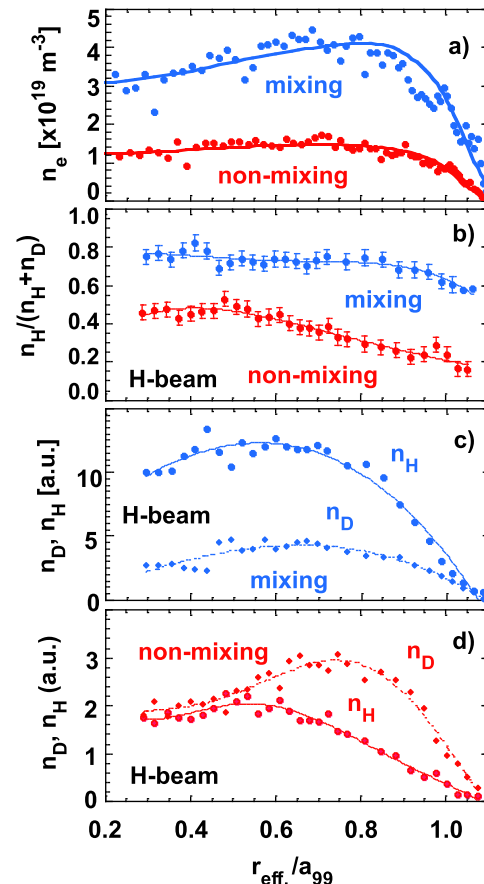 5
4
3
2
1
0
n_e [x10^19 m^-3]
a)
mixing
non-mixing
1.0
0.8
0.6
0.4
0.2
0.0
n_H/(n_H+n_D)
b)
mixing
H-beam
non-mixing
10
5
0
n_D, n_H [a.u.]
c)
n_H
H-beam
n_D
mixing
3
2
1
0
n_D, n_H (a.u.)
d)
non-mixing
n_D
n_H
H-beam
0.2 0.4 0.6 0.8 1.0
r_eff./a_99